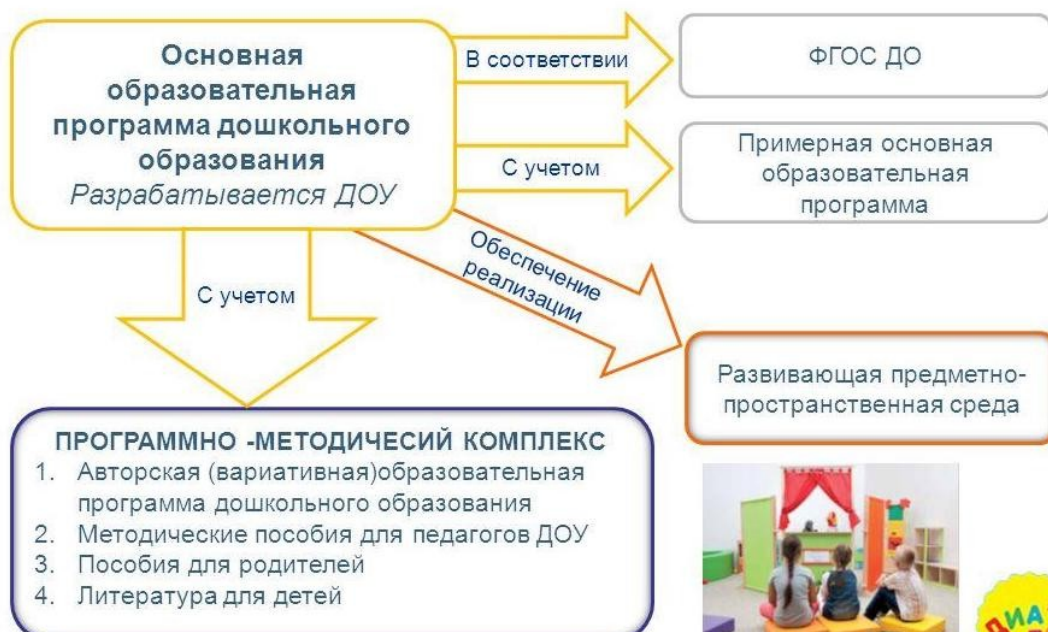 Основная
образовательная
программа дошкольного
образования
Разрабатывается ДОУ
В соответствии
ФГОС ДО
С учетом
Примерная основная
образовательная
программа
Обеспечение
реализации
С учетом
Развивающая предметно-
пространственная среда
ПРОГРАММНО -МЕТОДИЧЕСИЙ КОМПЛЕКС
1. Авторская (вариативная)образовательная
программа дошкольного образования
2. Методические пособия для педагогов ДОУ
3. Пособия для родителей
4. Литература для детей